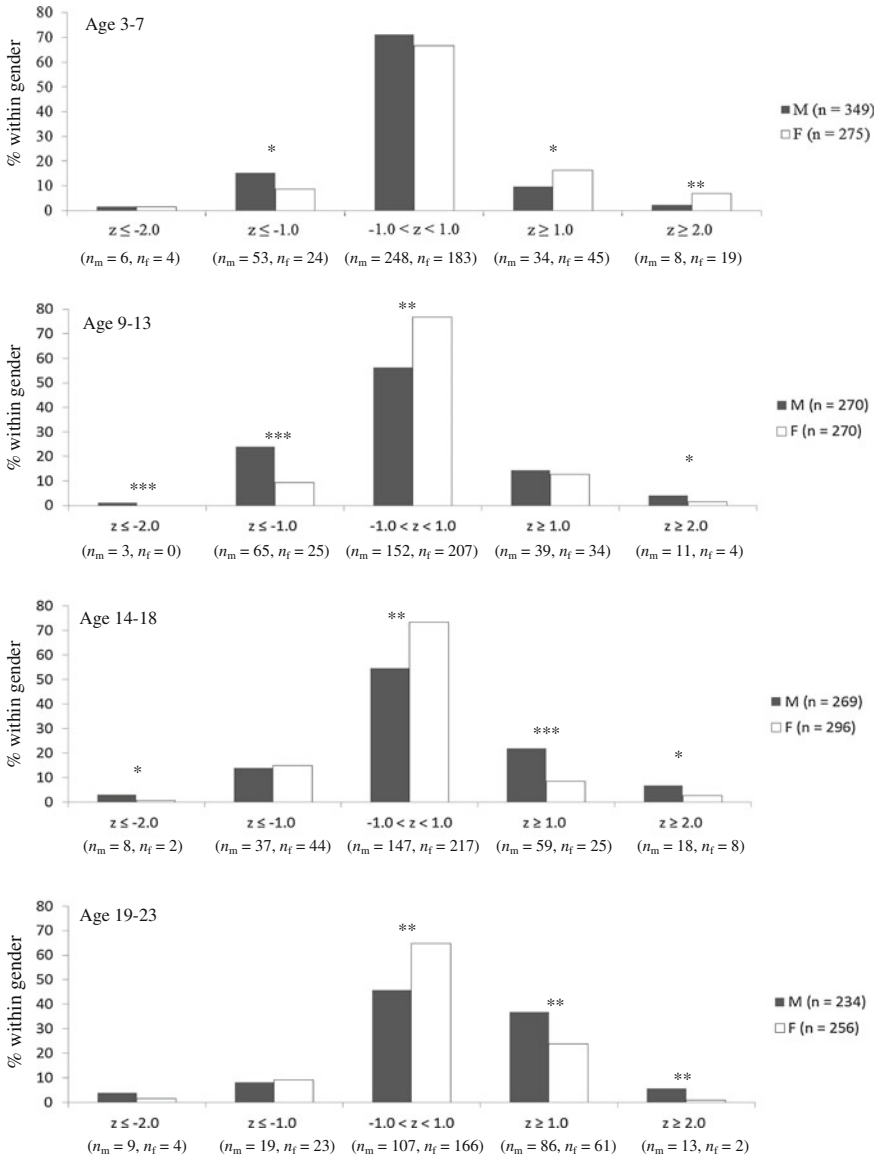 Age 3-7
% within gender
80
70
60
50
40
30
20
10
0
*
*
**
M (n = 349)
F (n = 275)
z ≤ -2.0 z ≤ -1.0 -1.0 < z < 1.0 z ≥ 1.0 z ≥ 2.0
(nm = 6, nf = 4) (nm = 53, nf = 24) (nm = 248, nf = 183) (nm = 34, nf = 45) (nm = 8, nf = 19)
Age 9-13
% within gender
80
70
60
50
40
30
20
10
0
***
***
**
*
M (n = 270)
F (n = 270)
z ≤ -2.0 z ≤ -1.0 -1.0 < z < 1.0 z ≥ 1.0 z ≥ 2.0
(nm = 3, nf = 0) (nm = 65, nf = 25) (nm = 152, nf = 207) (nm = 39, nf = 34) (nm = 11, nf = 4)
Age 14-18
% within gender
80
70
60
50
40
30
20
10
0
*
**
***
*
M (n = 269)
F (n = 296)
z ≤ -2.0 z ≤ -1.0 -1.0 < z < 1.0 z ≥ 1.0 z ≥ 2.0
(nm = 8, nf = 2) (nm = 37, nf = 44) (nm = 147, nf = 217) (nm = 59, nf = 25) (nm = 18, nf = 8)
Age 19-23
% within gender
80
70
60
50
40
30
20
10
0
**
**
**
M (n = 234)
F (n = 256)
z ≤ -2.0 z ≤ -1.0 -1.0 < z < 1.0 z ≥ 1.0 z ≥ 2.0
(nm = 9, nf = 4) (nm = 19, nf = 23) (nm = 107, nf = 166) (nm = 86, nf = 61) (nm = 13, nf = 2)